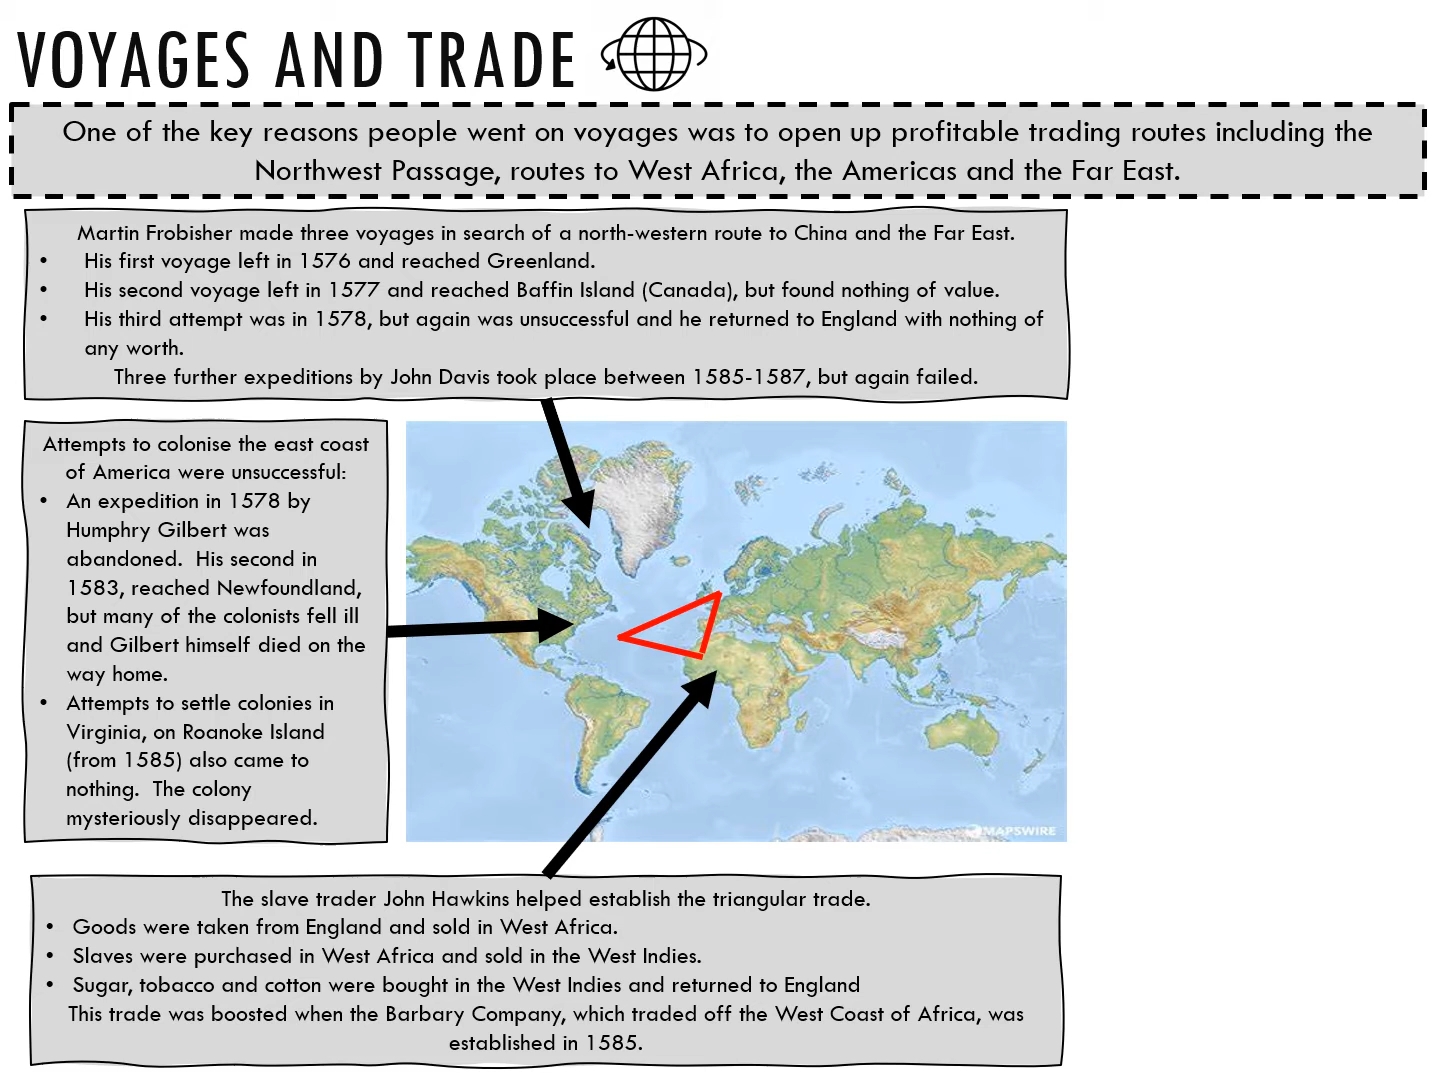 VOYAGES AND TRADE
One of the key reasons people went on voyages was to open up profitable trading routes including the
Northwest Passage, routes to West Africa, the Americas and the Far East.
Martin Frobisher made three voyages in search of a north-western route to China and the Far East.
• His first voyage left in 1576 and reached Greenland.
• His second voyage left in 1577 and reached Baffin Island (Canada), but found nothing of value.
• His third attempt was in 1578, but again was unsuccessful and he returned to England with nothing of
any worth.
Three further expeditions by John Davis took place between 1585-1587, but again failed.
Attempts to colonise the east coast
of America were unsuccessful:
• An expedition in 1578 by
Humphry Gilbert was
abandoned. His second in
1583, reached Newfoundland,
but many of the colonists fell ill
and Gilbert himself died on the
way home.
• Attempts to settle colonies in
Virginia, on Roanoke Island
(from 1585) also came to
nothing. The colony
mysteriously disappeared.
MAPSWIRE
The slave trader John Hawkins helped establish the triangular trade.
• Goods were taken from England and sold in West Africa.
• Slaves were purchased in West Africa and sold in the West Indies.
• Sugar, tobacco and cotton were bought in the West Indies and returned to England
This trade was boosted when the Barbary Company, which traded off the West Coast of Africa, was
established in 1585.